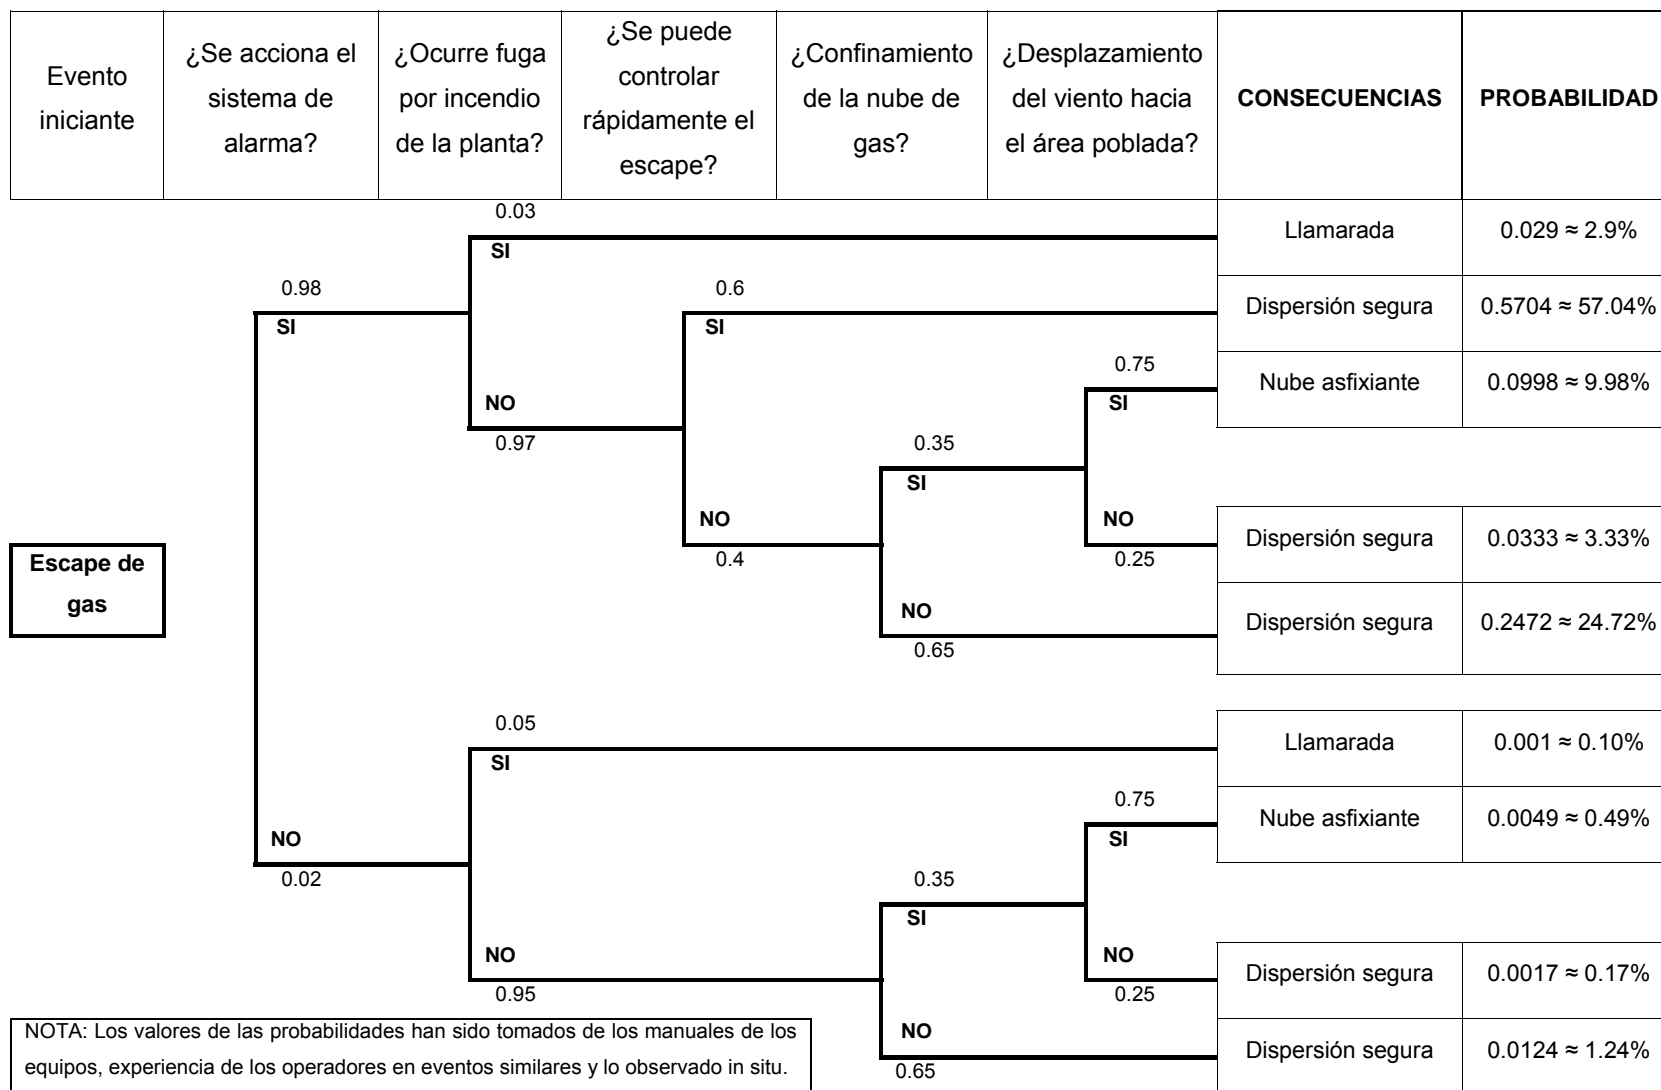 Evento
iniciante
¿Se acciona el
sistema de
alarma?
¿Ocurre fuga
por incendio
de la planta?
¿Se puede
controlar
rápidamente el
escape?
¿Confinamiento
de la nube de
gas?
¿Desplazamiento
del viento hacia
el área poblada?
CONSECUENCIAS
PROBABILIDAD
0.03
SI
Llamarada
0.029 ≈ 2.9%
0.98
SI
0.6
SI
Dispersión segura
0.5704 ≈ 57.04%
0.75
SI
Nube asfixiante
0.0998 ≈ 9.98%
NO
0.97
0.35
SI
NO
0.4
NO
0.25
Dispersión segura
0.0333 ≈ 3.33%
Escape de
gas
NO
0.65
Dispersión segura
0.2472 ≈ 24.72%
0.05
SI
Llamarada
0.001 ≈ 0.10%
0.75
SI
Nube asfixiante
0.0049 ≈ 0.49%
NO
0.02
0.35
SI
NO
0.95
NO
0.25
Dispersión segura
0.0017 ≈ 0.17%
NO
0.65
Dispersión segura
0.0124 ≈ 1.24%
NOTA: Los valores de las probabilidades han sido tomados de los manuales de los
equipos, experiencia de los operadores en eventos similares y lo observado in situ.